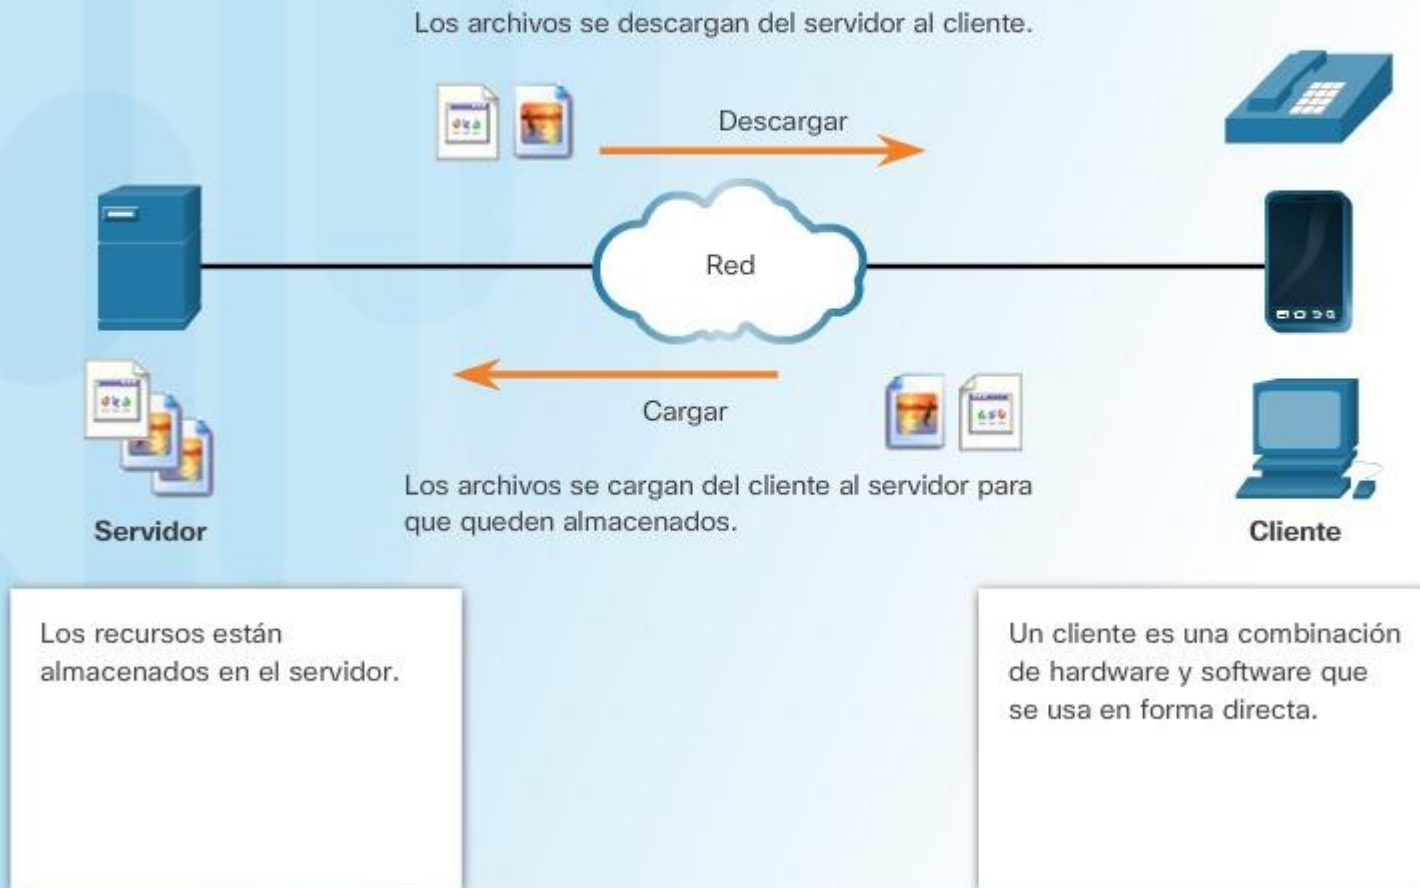 Los archivos se descargan del servidor al cliente.
Descargar
Red
Cargar
Los archivos se cargan del cliente al servidor para
que queden almacenados.
Servidor
Cliente
Los recursos están
almacenados en el servidor.
Un cliente es una combinación
de hardware y software que
se usa en forma directa.